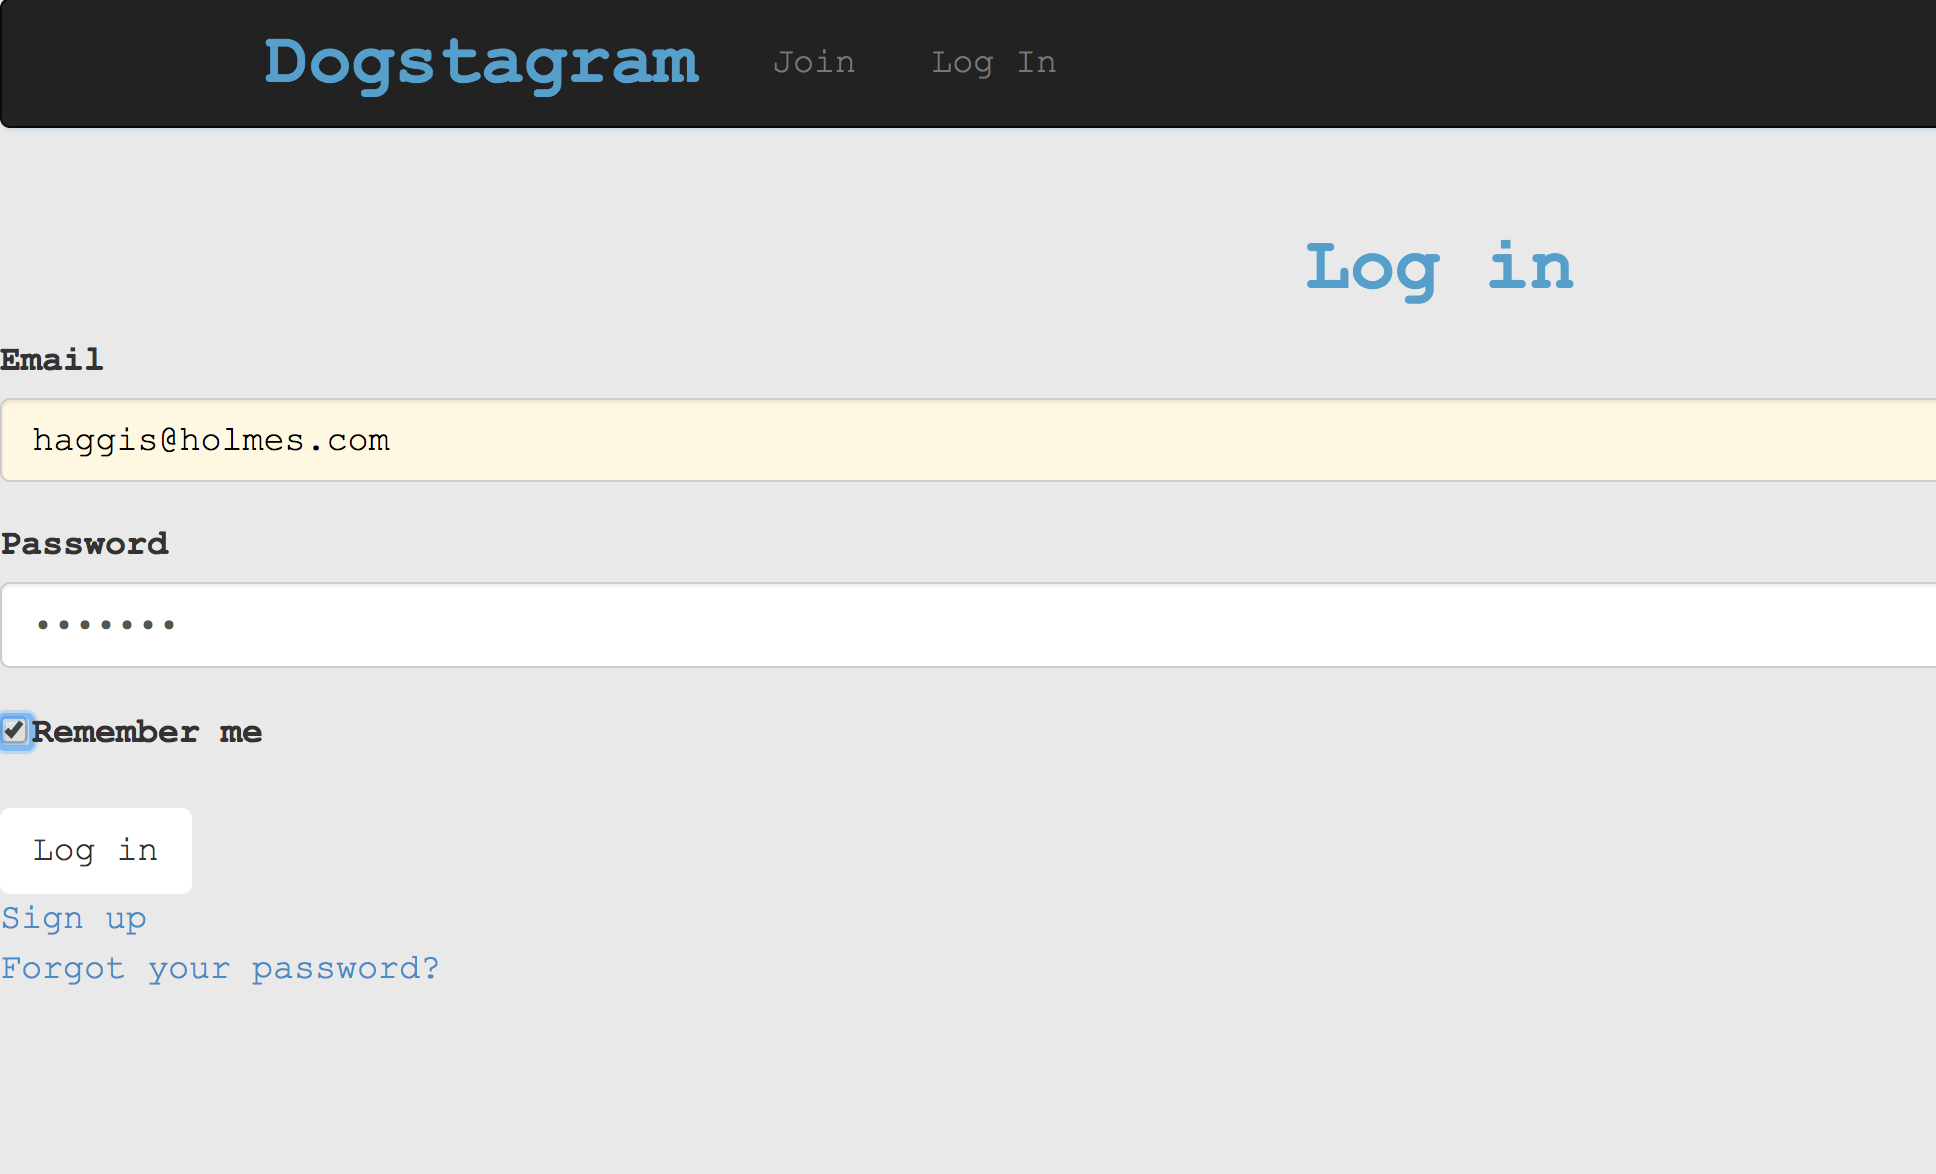 Dogstagram Join Log In
Log in
Email
haggis@holmes.com
Password
•••••••
Remember me
Log in
Sign up
Forgot your password?